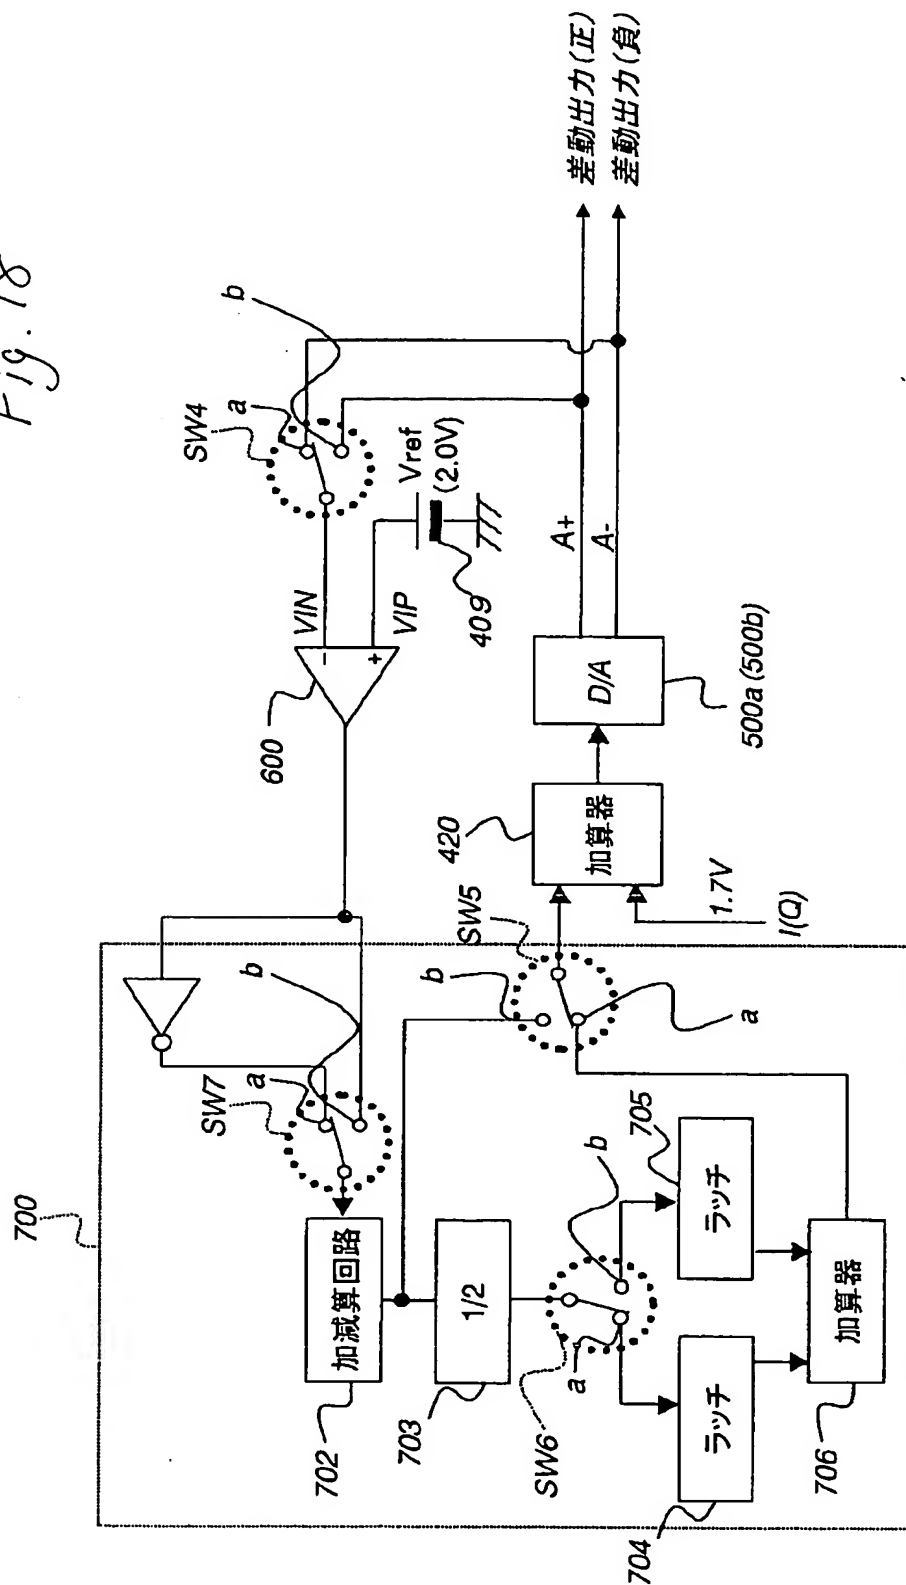 Fig. 18
差動出力(正)
差動出力(負)
b
a
SW4
Vref
(2.0V)
A+
A-
VIN
VIP
-
+
409
600
D/A
500a (500b)
420
加算器
1.7V
I(Q)
SW5
b
a
b
a
SW7
700
加減算回路
702
1/2
703
b
a
SW6
705
ラッチ
ラッチ
704
加算器
706